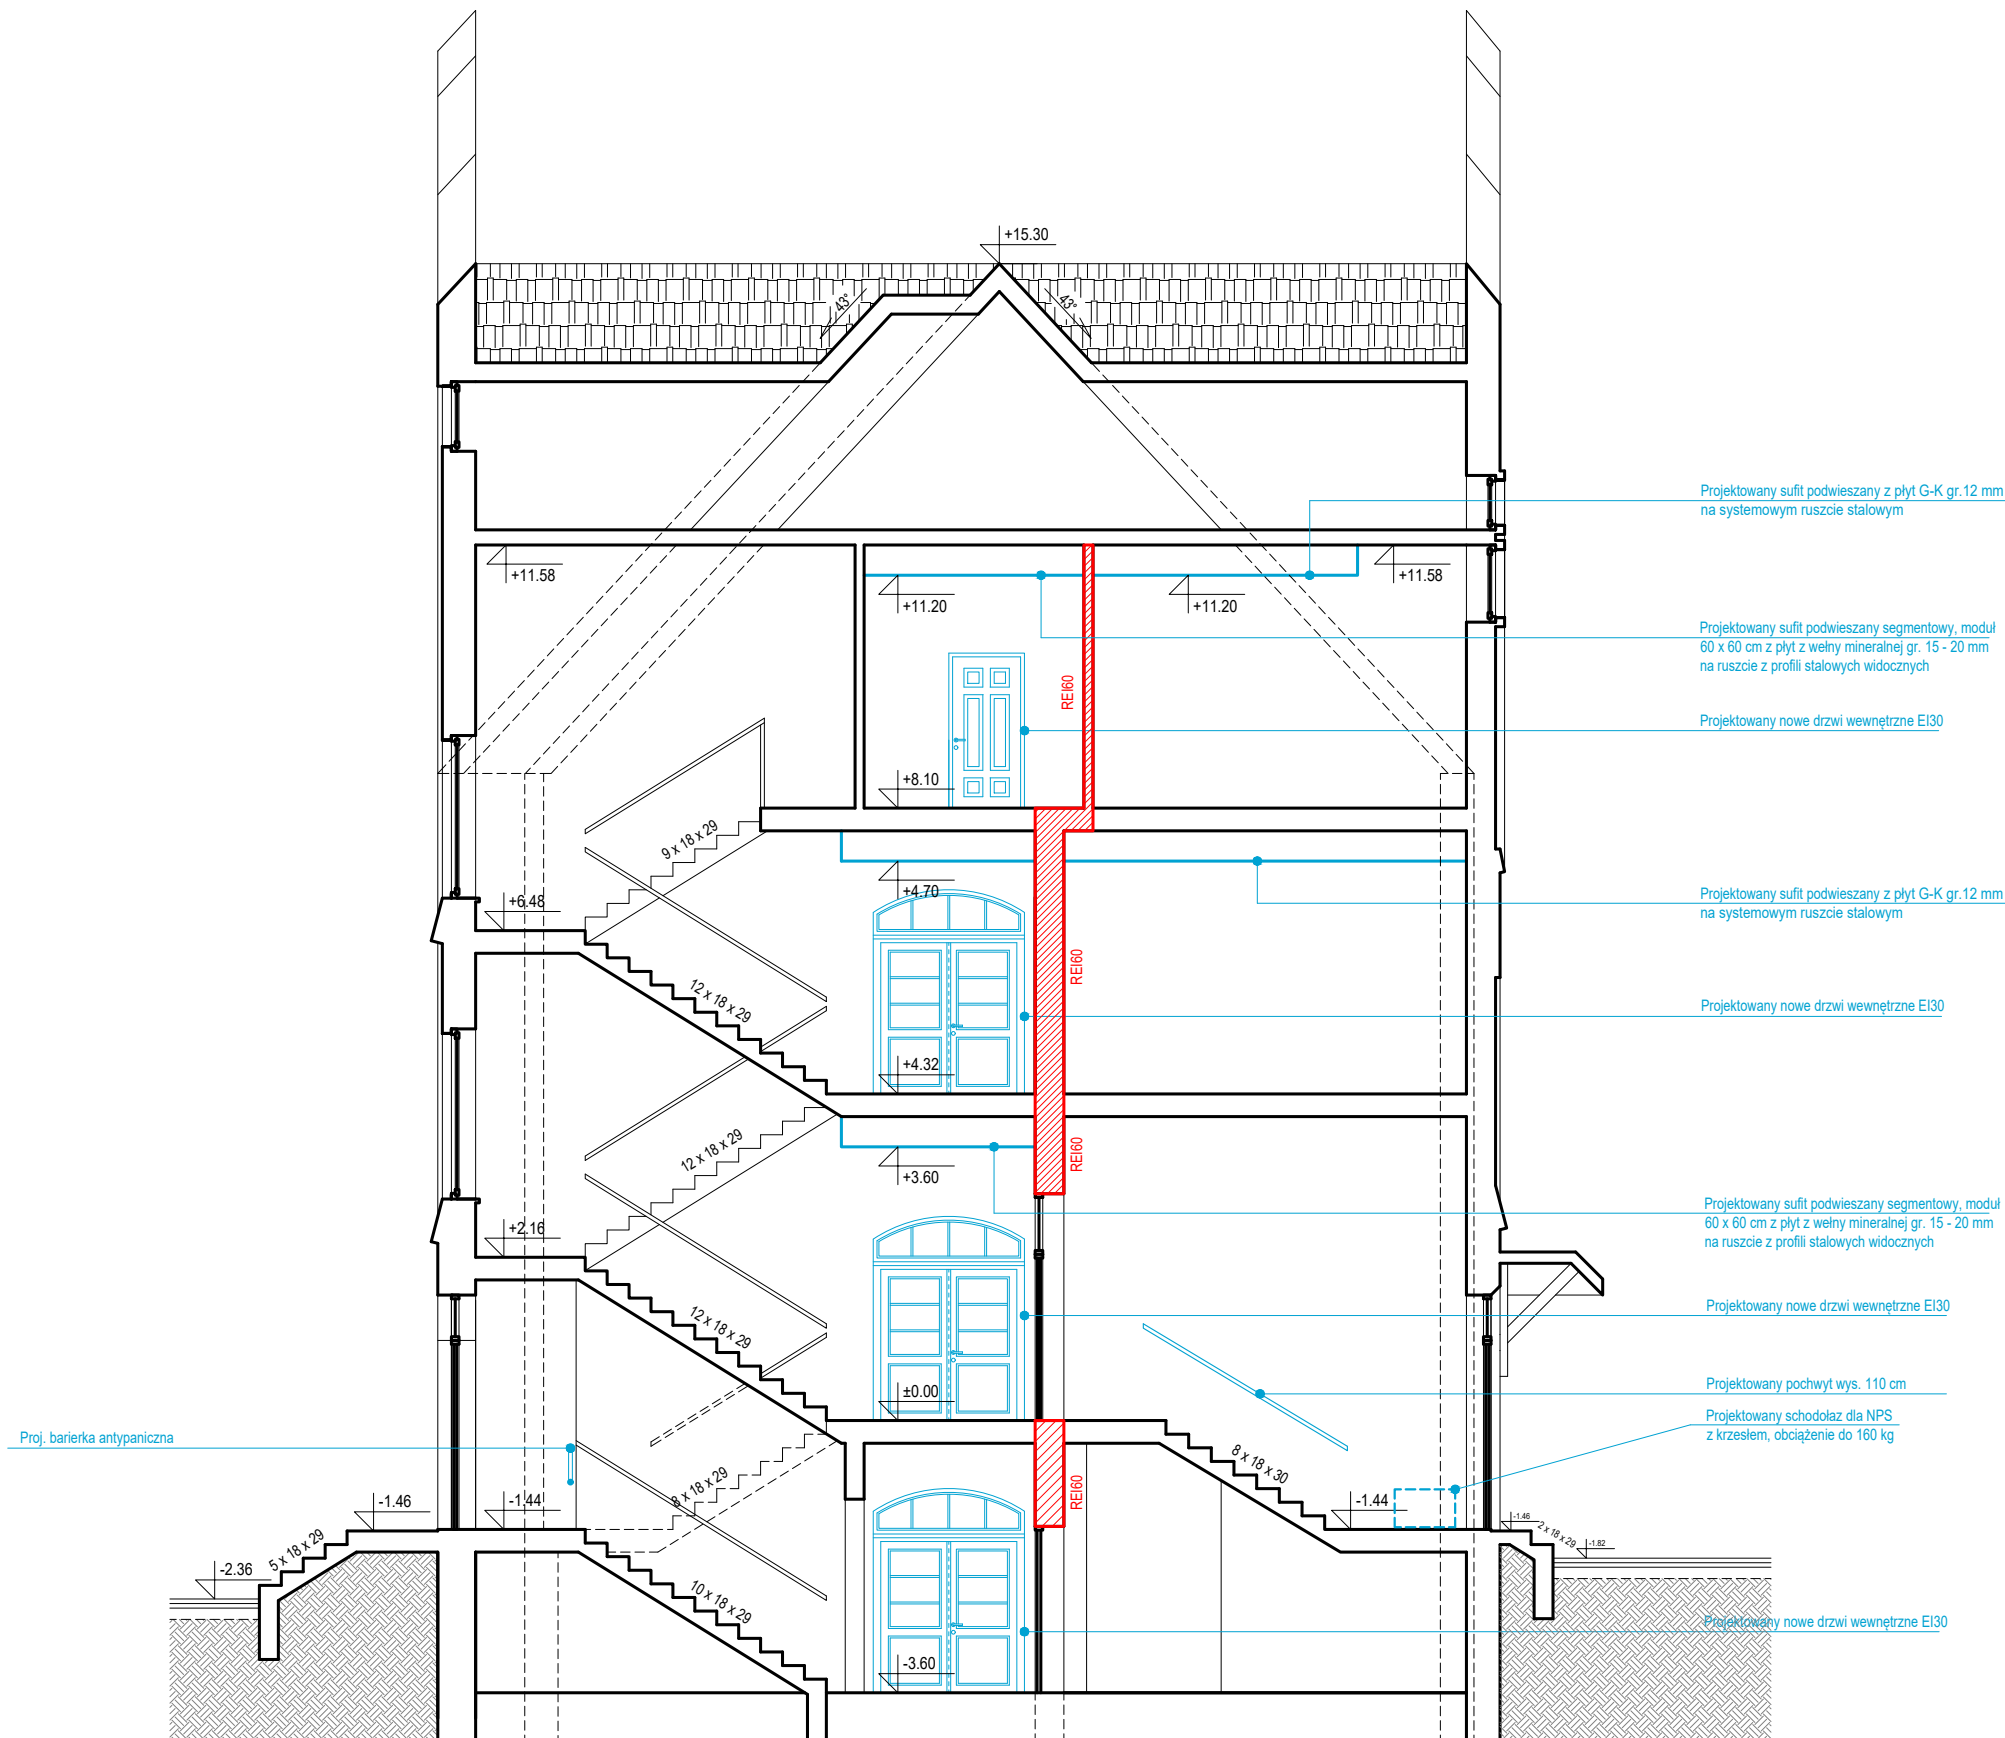 +15.30
43°
43°
Projektowany sufit podwieszany z płyt G-K gr.12 mm
na systemowym ruszcie stalowym
+11.58
+11.58
+11.20
+11.20
Projektowany sufit podwieszany segmentowy, moduł
60 x 60 cm z płyt z wełny mineralnej gr. 15 - 20 mm
na ruszcie z profili stalowych widocznych
REI60
Projektowany nowe drzwi wewnętrzne EI30
+8.10
9 x 18 x 29
+4.70
Projektowany sufit podwieszany z płyt G-K gr.12 mm
na systemowym ruszcie stalowym
+6.48
REI60
12 x 18 x 29
Projektowany nowe drzwi wewnętrzne EI30
+4.32
12 x 18 x 29
REI60
+3.60
Projektowany sufit podwieszany segmentowy, moduł
60 x 60 cm z płyt z wełny mineralnej gr. 15 - 20 mm
na ruszcie z profili stalowych widocznych
+2.16
Projektowany nowe drzwi wewnętrzne EI30
12 x 18 x 29
±0.00
Projektowany pochwyt wys. 110 cm
Projektowany schodołaz dla NPS
z krzesłem, obciążenie do 160 kg
Proj. barierka antypaniczna
8 x 18 x 30
8 x 18 x 29
REI60
-1.46
-1.44
-1.44
-1.46
2 x 18 x 29
-1.82
5 x 18 x 29
-2.36
10 x 18 x 29
Projektowany nowe drzwi wewnętrzne EI30
-3.60